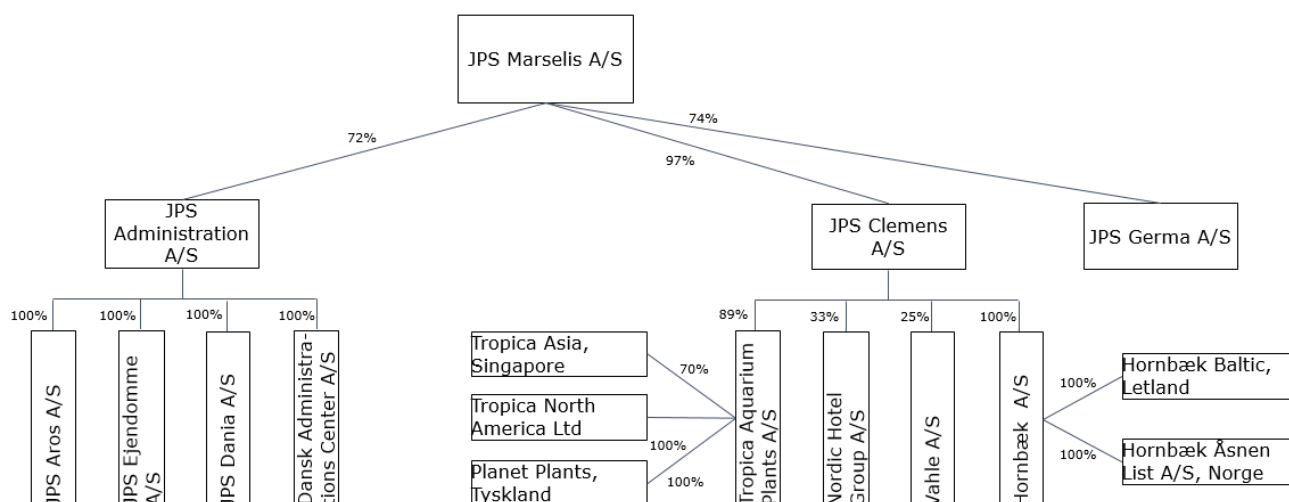 JPS Marselis A/S
72%
97%
74%
JPS
Administration
A/S
JPS Clemens
A/S
JPS Germa A/S
100%
100%
100%
100%
89%
33%
25%
100%
JPS Aros A/S
JPS Ejendomme
A/S
JPS Dania A/S
Dansk Administra-
tions Center A/S
Tropica Asia,
Singapore
70%
Tropica North
America Ltd
100%
Planet Plants,
Tyskland
100%
Tropica Aquarium
Plants A/S
Nordic Hotel
Group A/S
Vahle A/S
Hornbæk A/S
100%
Hornbæk Baltic,
Letland
100%
Hornbæk Åsnen
List A/S, Norge